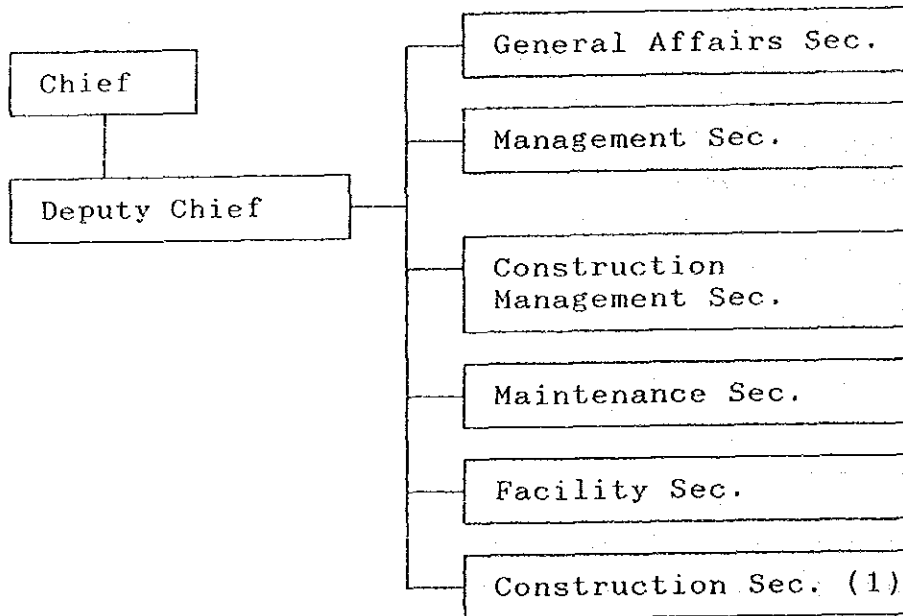 Chief
Deputy Chief
General Affairs Sec.
Management Sec.
Construction
Management Sec.
Maintenance Sec.
Facility Sec.
Construction Sec. (1)